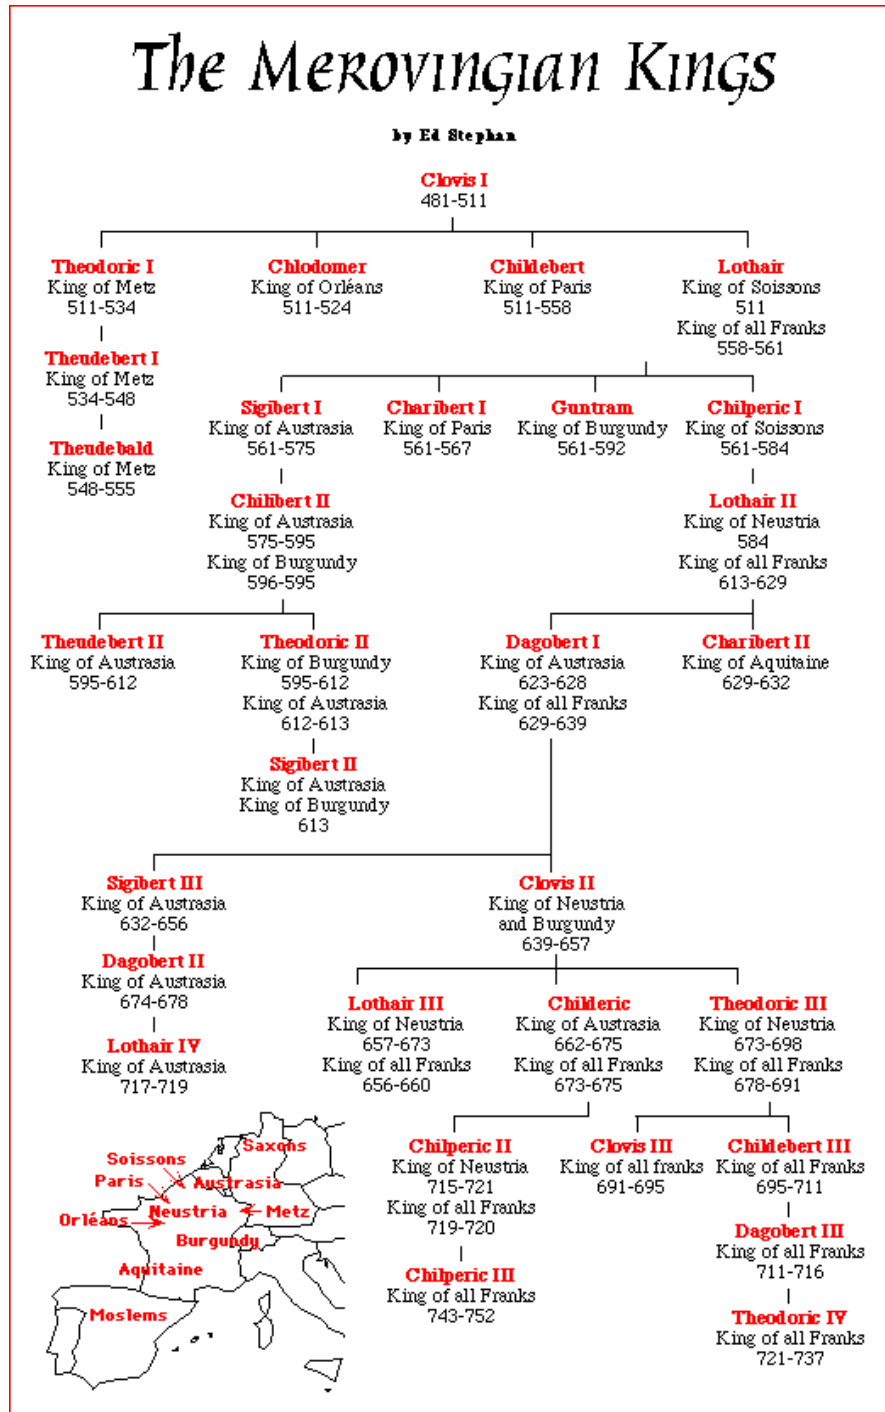 The Merovingian Kings
by Ed Stephan
Clovis I
481-511
Theodoric I
King of Metz
511-534
Chlodomer
King of Orléans
511-524
Childebert
King of Paris
511-558
Lothair
King of Soissons
511
King of all Franks
558-561
Theudebert I
King of Metz
534-548
Theudebald
King of Metz
548-555
Sigibert I
King of Austrasia
561-575
Charibert I
King of Paris
561-567
Guntram
King of Burgundy
561-592
Chilperic I
King of Soissons
561-584
Chilibert II
King of Austrasia
575-595
King of Burgundy
596-595
Lothair II
King of Neustria
584
King of all Franks
613-629
Theudebert II
King of Austrasia
595-612
Theodoric II
King of Burgundy
595-612
King of Austrasia
612-613
Dagobert I
King of Austrasia
623-628
King of all Franks
629-639
Charibert II
King of Aquitaine
629-632
Sigibert II
King of Austrasia
King of Burgundy
613
Sigibert III
King of Austrasia
632-656
Clovis II
King of Neustria
and Burgundy
639-657
Dagobert II
King of Austrasia
674-678
Lothair IV
King of Austrasia
717-719
Lothair III
King of Neustria
657-673
King of all Franks
656-660
Childeric
King of Austrasia
662-675
King of all Franks
673-675
Theodoric III
King of Neustria
673-698
King of all Franks
678-691
Chilperic II
King of Neustria
715-721
King of all Franks
719-720
Clovis III
King of all franks
691-695
Childebert III
King of all Franks
695-711
Chilperic III
King of all Franks
743-752
Dagobert III
King of all Franks
711-716
Theodoric IV
King of all Franks
721-737
Saxons
Soissons
Paris
Austrasia
Orléans
Neustria
Metz
Burgundy
Aquitaine
Moslems